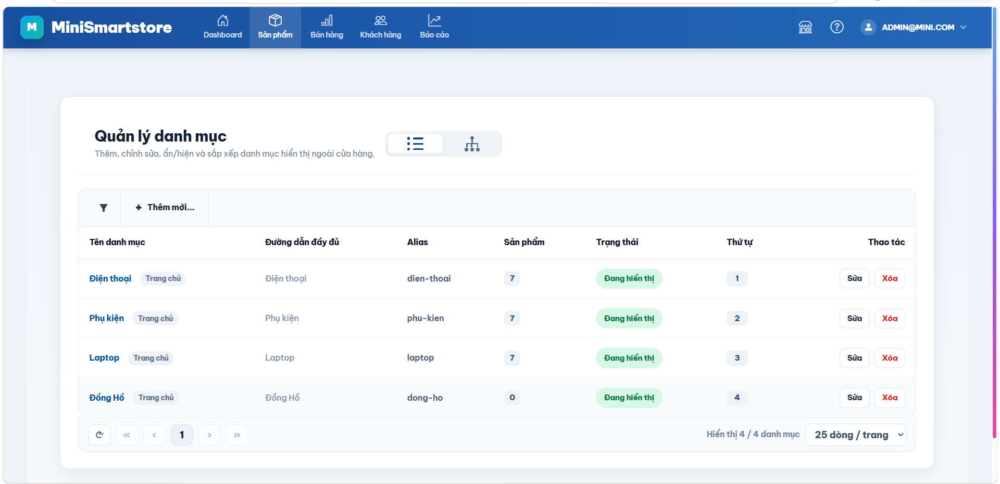 M MiniSmartstore
Dashboard Sản phẩm Bán hàng Khách hàng Báo cáo
ADMIN@MINI.COM
Quản lý danh mục
Thêm, chỉnh sửa, ẩn/hiện và sắp xếp danh mục hiển thị ngoài cửa hàng.
+ Thêm mới...
Tên danh mục Đường dẫn đầy đủ Alias Sản phẩm Trạng thái Thứ tự Thao tác
Điện thoại Trang chủ Điện thoại dien-thoai 7 Đang hiển thị 1 Sửa Xóa
Phụ kiện Trang chủ Phụ kiện phu-kien 7 Đang hiển thị 2 Sửa Xóa
Laptop Trang chủ Laptop laptop 7 Đang hiển thị 3 Sửa Xóa
Đồng Hồ Trang chủ Đồng Hồ dong-ho 0 Đang hiển thị 4 Sửa Xóa
« ‹ 1 › » Hiển thị 4 / 4 danh mục 25 dòng / trang